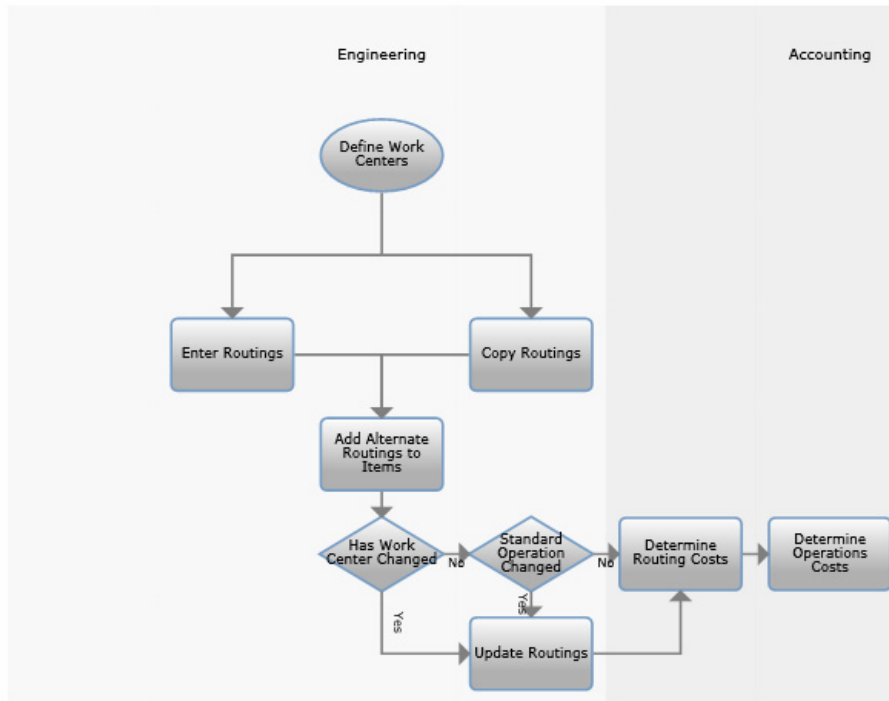 Engineering
Accounting
Define Work
Centers
Enter Routings
Copy Routings
Add Alternate
Routings to
Items
Has Work
Center Changed
No
Standard
Operation
Changed
No
Determine
Routing Costs
Determine
Operations
Costs
Yes
Yes
Update Routings